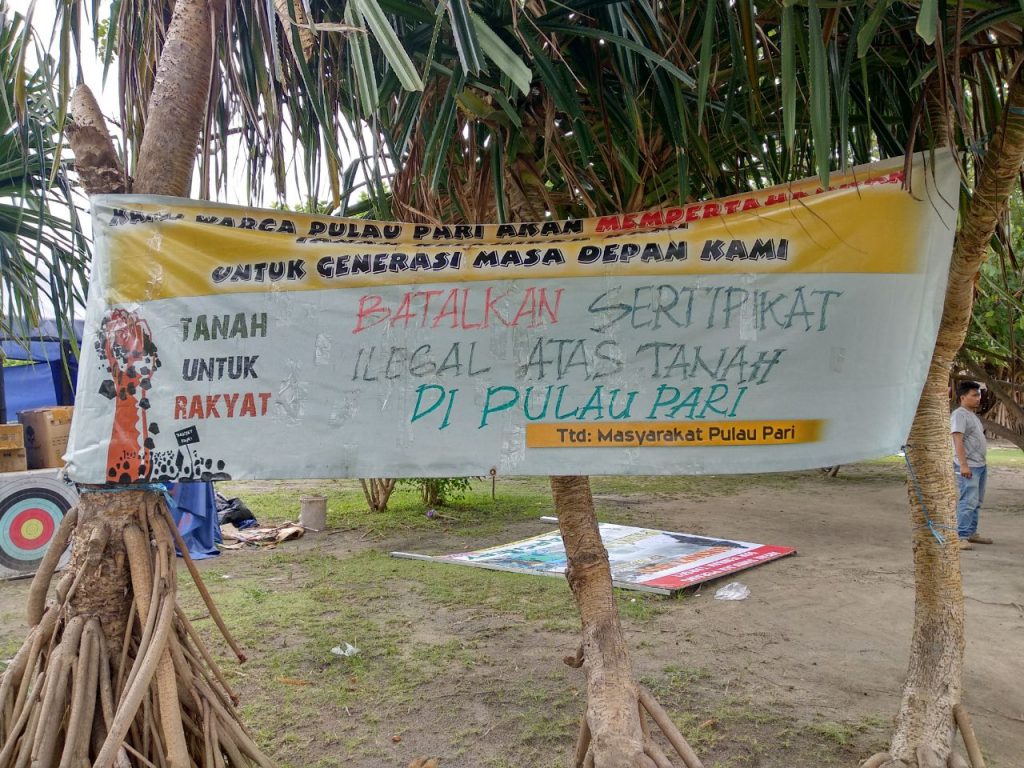 KAMI WARGA PULAU PARI AKAN MEMPERTAHANKAN
UNTUK GENERASI MASA DEPAN KAMI
TANAH
UNTUK
RAKYAT
BATALKAN SERTIPIKAT
ILEGAL ATAS TANAH
DI PULAU PARI
Ttd: Masyarakat Pulau Pari